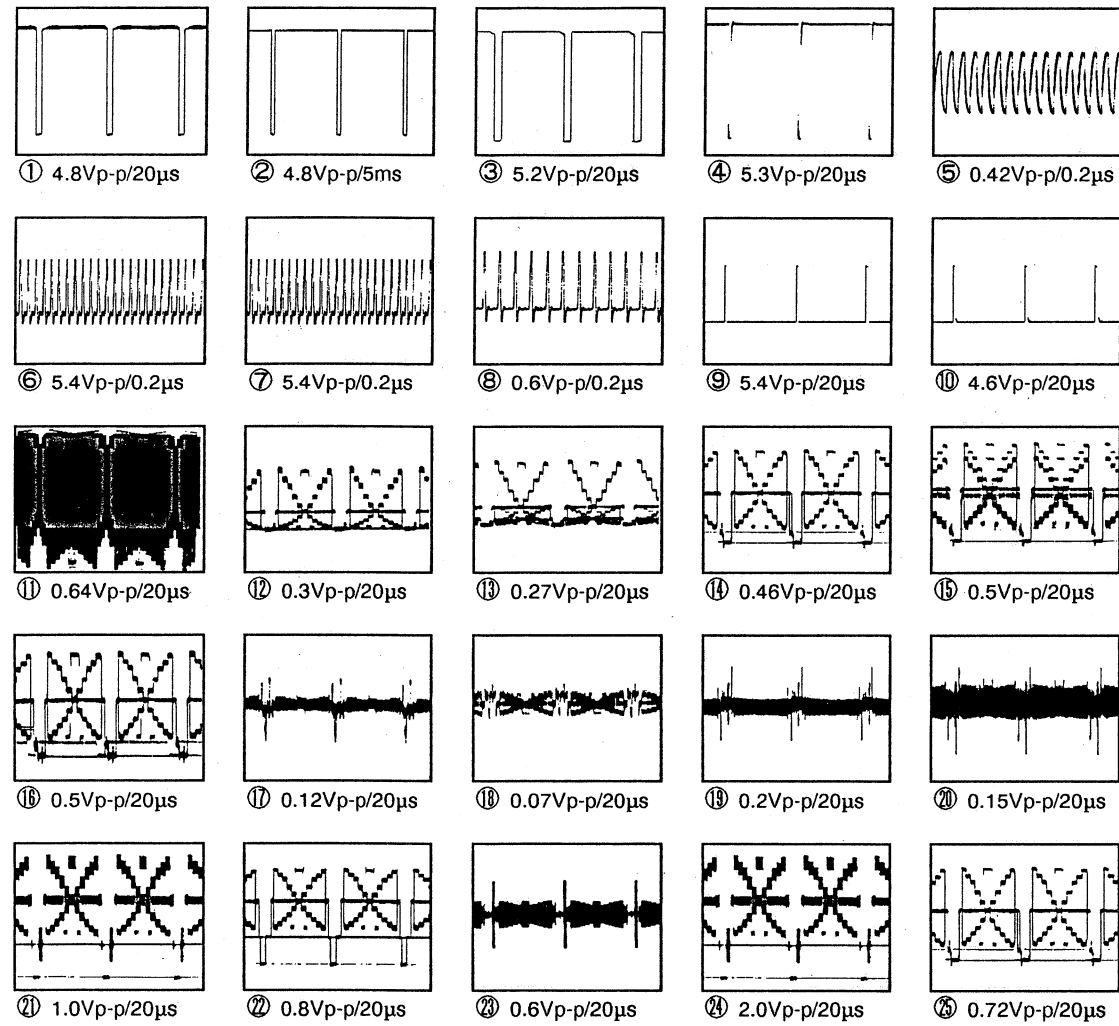 ① 4.8Vp-p/20µs
② 4.8Vp-p/5ms
③ 5.2Vp-p/20µs
④ 5.3Vp-p/20µs
⑤ 0.42Vp-p/0.2µs
⑥ 5.4Vp-p/0.2µs
⑦ 5.4Vp-p/0.2µs
⑧ 0.6Vp-p/0.2µs
⑨ 5.4Vp-p/20µs
⑩ 4.6Vp-p/20µs
⑪ 0.64Vp-p/20µs
⑫ 0.3Vp-p/20µs
⑬ 0.27Vp-p/20µs
⑭ 0.46Vp-p/20µs
⑮ 0.5Vp-p/20µs
⑯ 0.5Vp-p/20µs
⑰ 0.12Vp-p/20µs
⑱ 0.07Vp-p/20µs
⑲ 0.2Vp-p/20µs
⑳ 0.15Vp-p/20µs
㉑ 1.0Vp-p/20µs
㉒ 0.8Vp-p/20µs
㉓ 0.6Vp-p/20µs
㉔ 2.0Vp-p/20µs
㉕ 0.72Vp-p/20µs